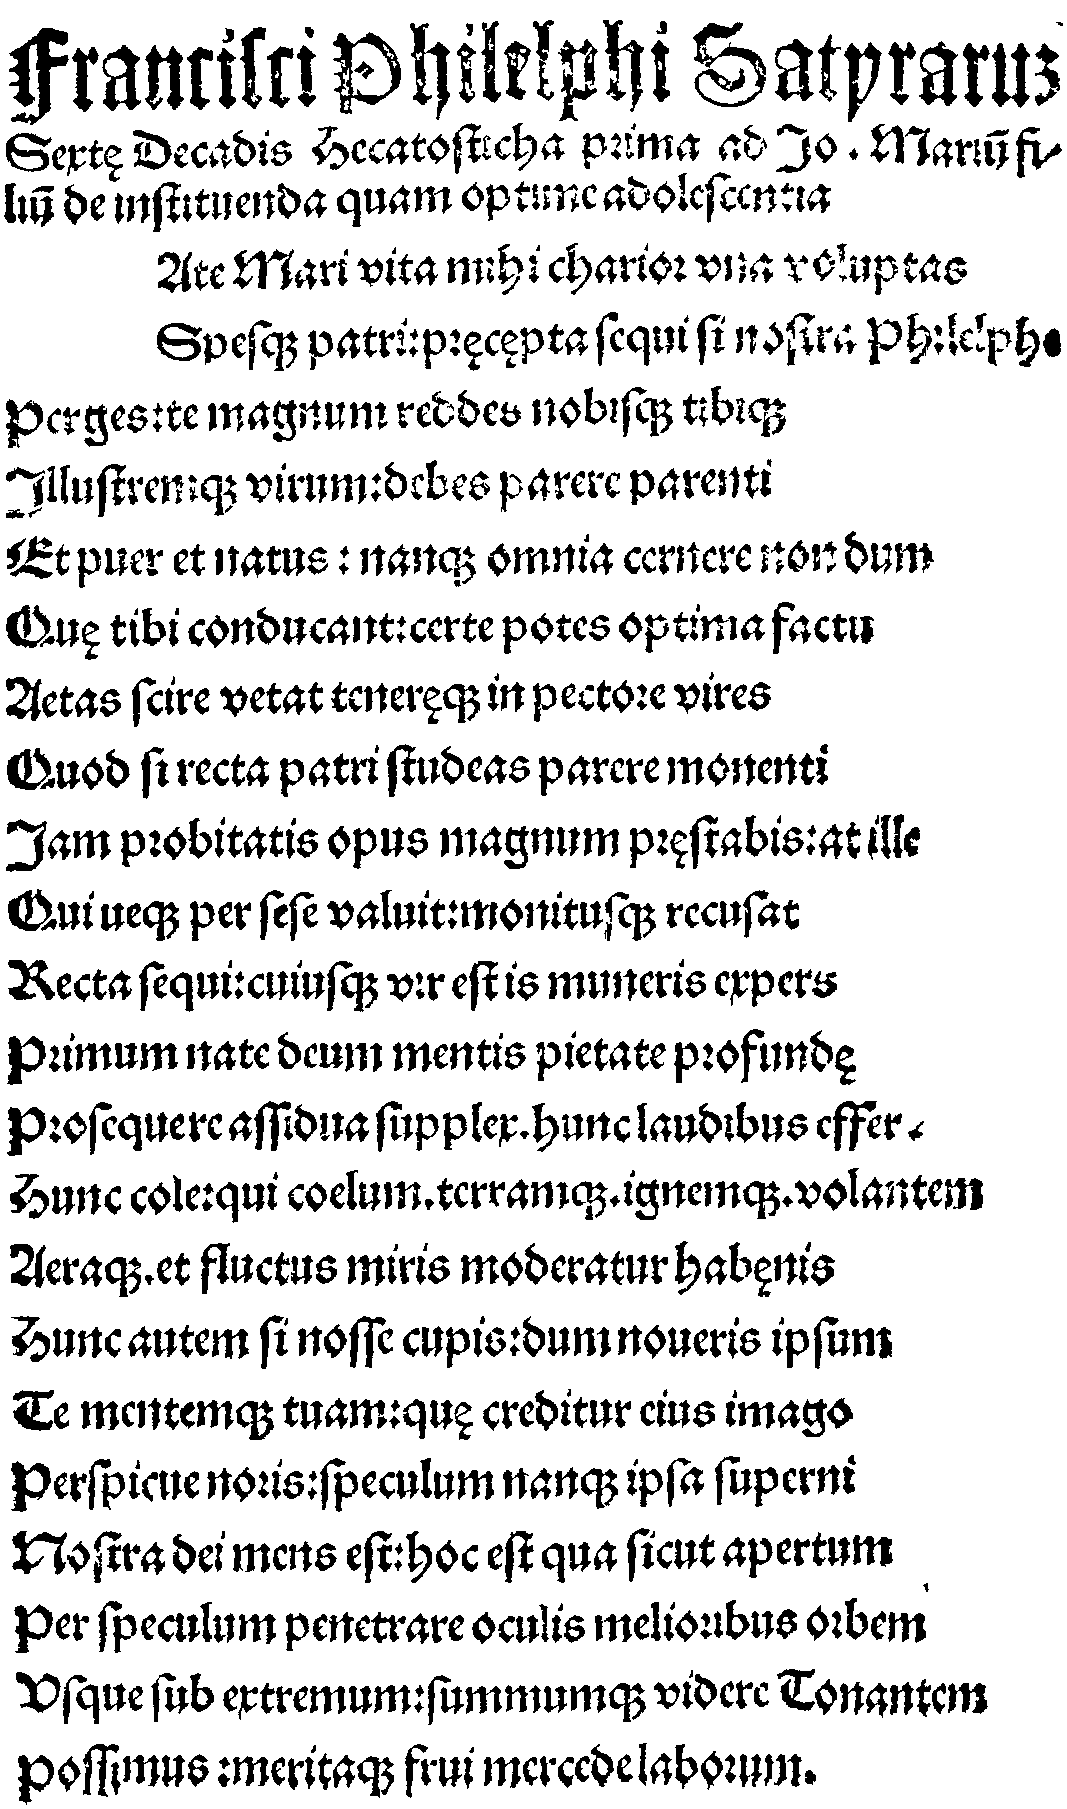 Francisci Philelphi Satyraruꝫ
Sextę Decadis Hecatosticha prima ad Jo. Mariū fi-
liū de instituenda quam optime adolescentia
Ate Mari vita mihi charior vna voluptas
Spesqꝫ patri:pręcępta sequi si nostra Philelphe
Perges:te magnum reddes nobisqꝫ tibiqꝫ
Illustremqꝫ virum:debes parere parenti
Et puer et natus : nanqꝫ omnia cernere non dum
Quę tibi conducant:certe potes optima factu
Aetas scire vetat teneręqꝫ in pectore vires
Quod si recta patri studeas parere monenti
Jam probitatis opus magnum pręstabis:at ille
Qui ueqꝫ per sese valuit:monitusqꝫ recusat
Recta sequi:cuiusqꝫ vir est is muneris expers
Primum nate deum mentis pietate profundę
Prosequere assidua supplex.hunc laudibus effer.
Hunc cole:qui coelum.terramqꝫ.ignemqꝫ.volantem
Aeraqꝫ.et fluctus miris moderatur habęnis
Hunc autem si nosse cupis:dum noueris ipsum
Te mentemqꝫ tuam:quę creditur eius imago
Perspicue noris:speculum nanqꝫ ipsa superni
Nostra dei mens est:hoc est qua sicut apertum
Per speculum penetrare oculis melioribus orbem
Vsque sub extremum:summumqꝫ videre Tonantem
Possimus :meritaqꝫ frui mercede laborum.